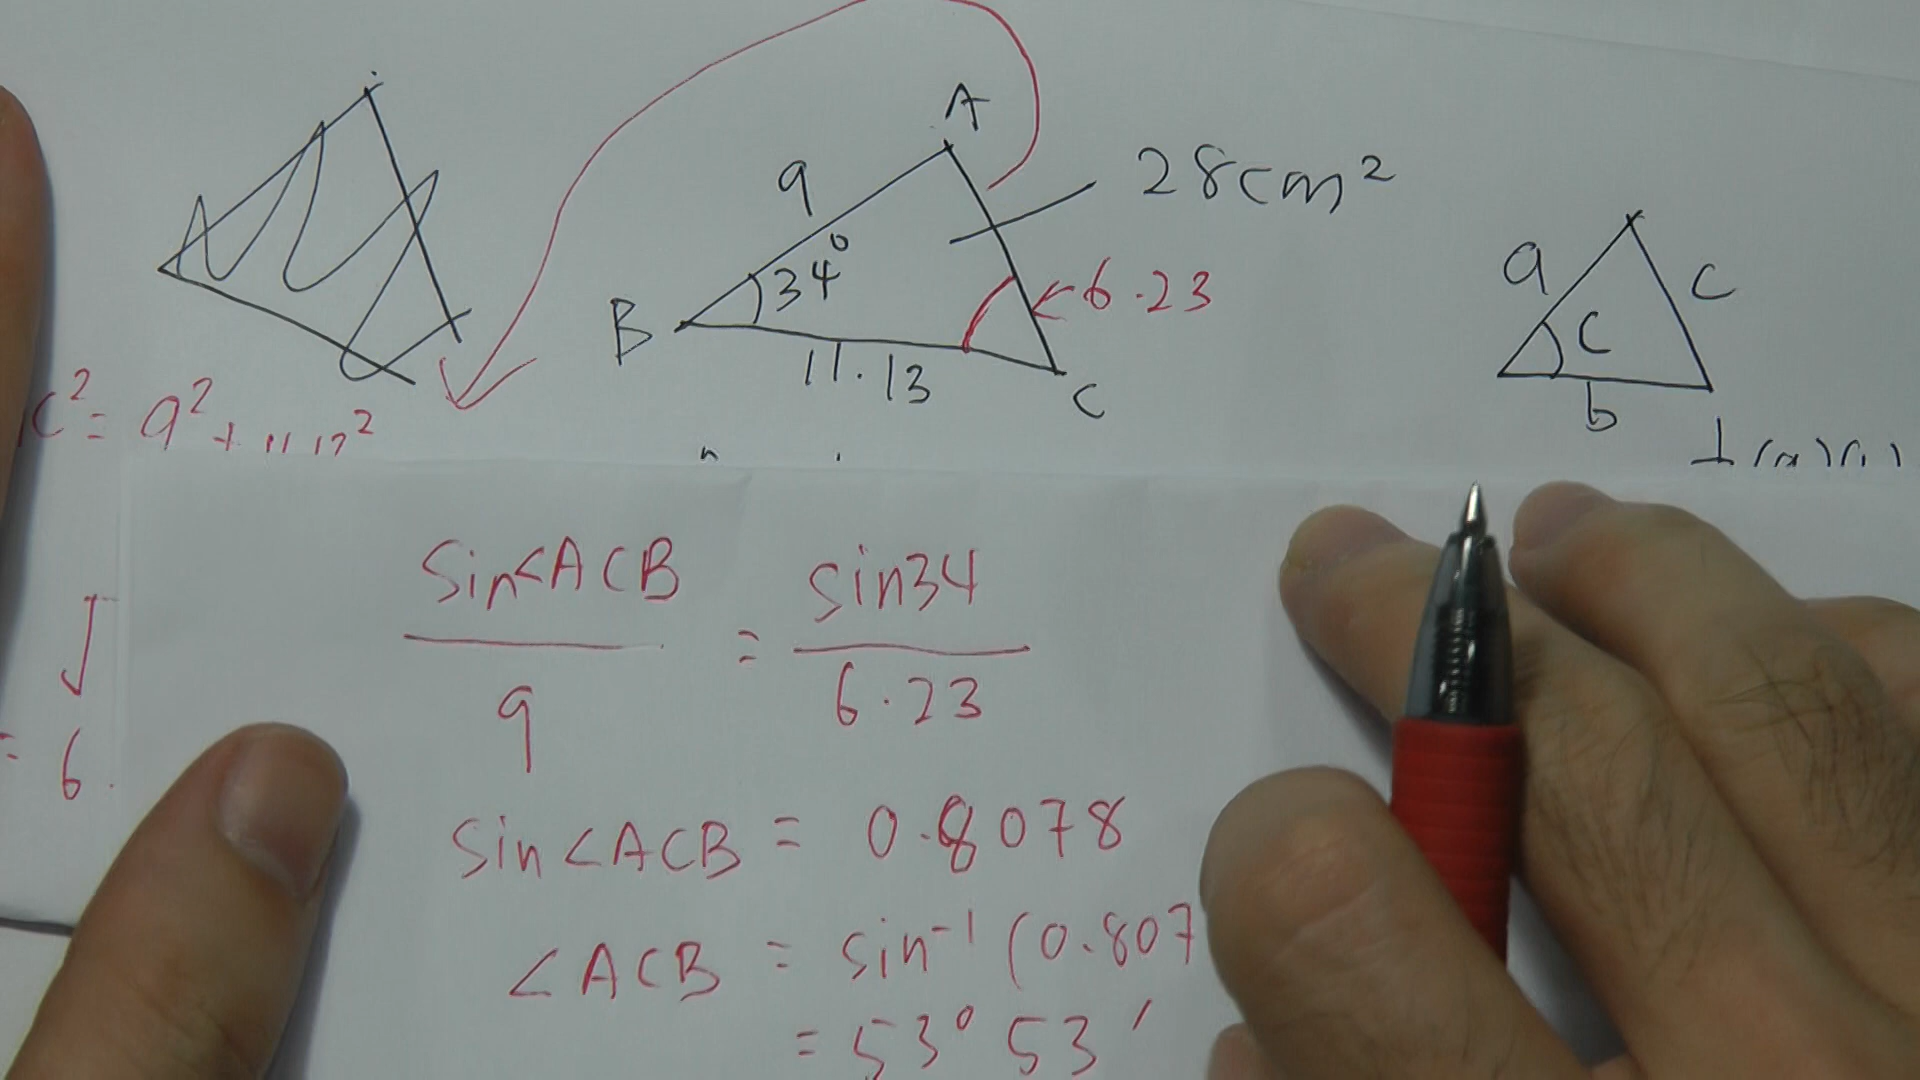 A
9
28cm²
34°
B
6.23
11.13
C
a
c
C
b
c² = 9² + 11.13²
sin∠ACB / 9 = sin34 / 6.23
= 6.
sin∠ACB = 0.8078
∠ACB = sin⁻¹ (0.807
= 53° 53′